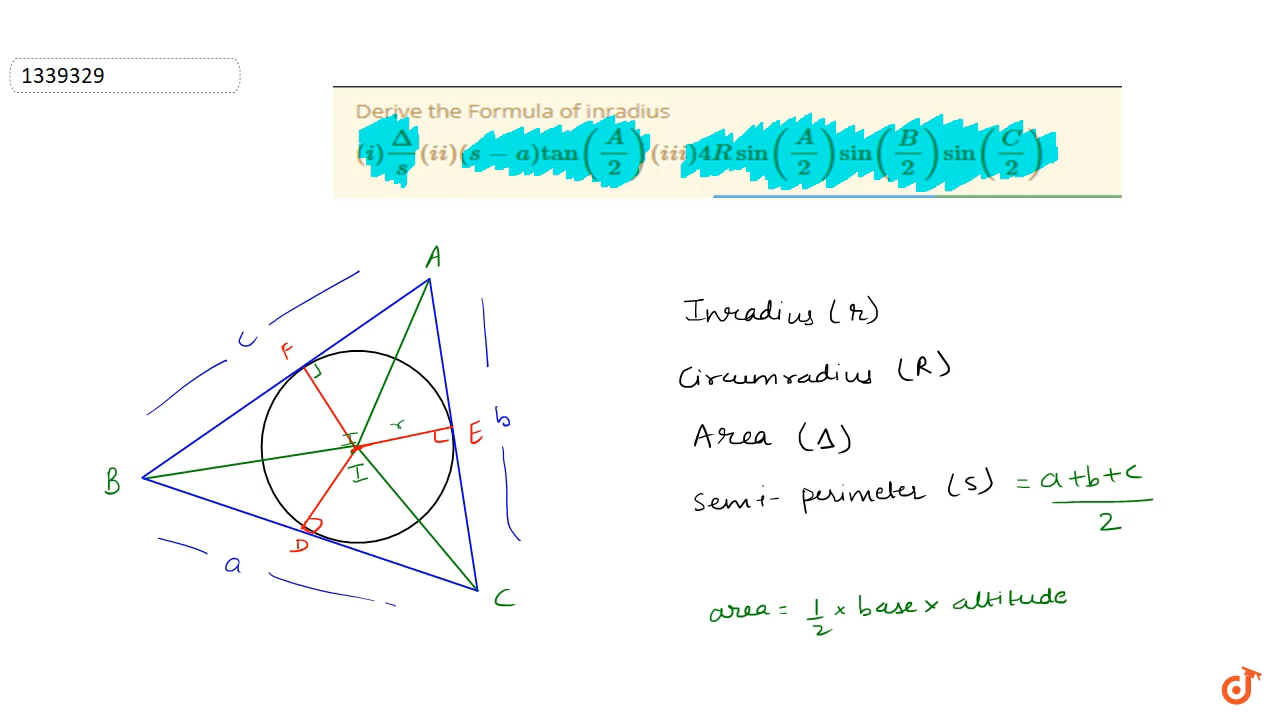 1339329
Derive the Formula of inradius
(i) Δ/s (ii) (s − a)tan(A/2) (iii) 4R sin(A/2) sin(B/2) sin(C/2)
A
c
F
r
b
E
I
B
I
D
a
C
Inradius (r)
Circumradius (R)
Area (Δ)
Semi-perimeter (s) = a+b+c/2
area = 1/2 × base × altitude